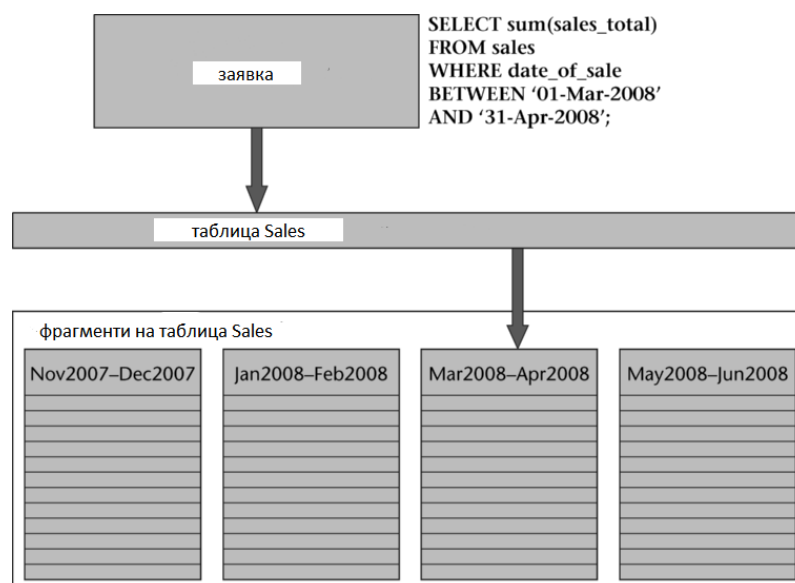 заявка
SELECT sum(sales_total)
FROM sales
WHERE date_of_sale
BETWEEN ‘01-Mar-2008’
AND ‘31-Apr-2008’;
таблица Sales
фрагменти на таблица Sales
Nov2007–Dec2007
Jan2008–Feb2008
Mar2008–Apr2008
May2008–Jun2008